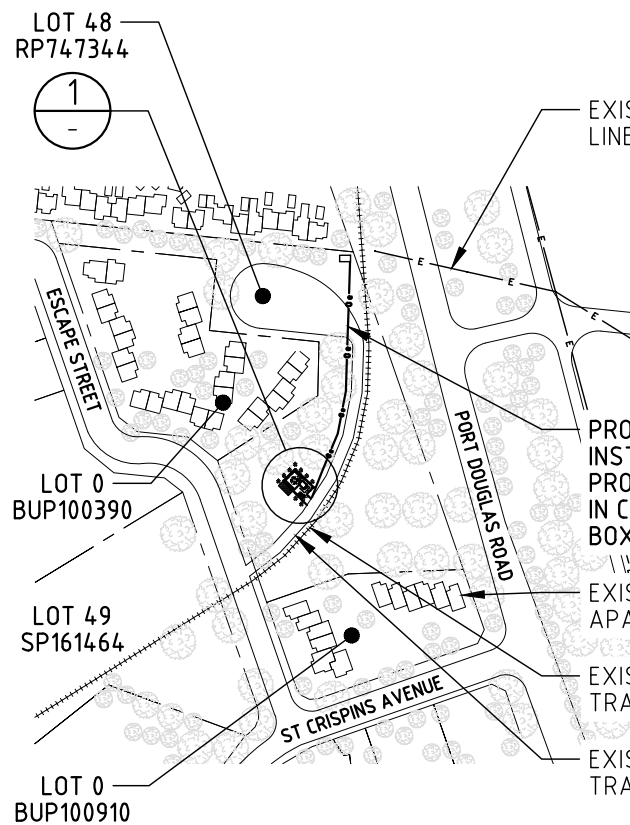 LOT 48
RP747344
1
-
EXIS
LINE
E
E
E
ESCAPE STREET
PORT DOUGLAS ROAD
PRO
INST
PRO
IN C
BOX
LOT 0
BUP100390
LOT 49
SP161464
EXIS
APA
EXIS
TRA
ST CRISPINS AVENUE
EXIS
TRA
LOT 0
BUP100910